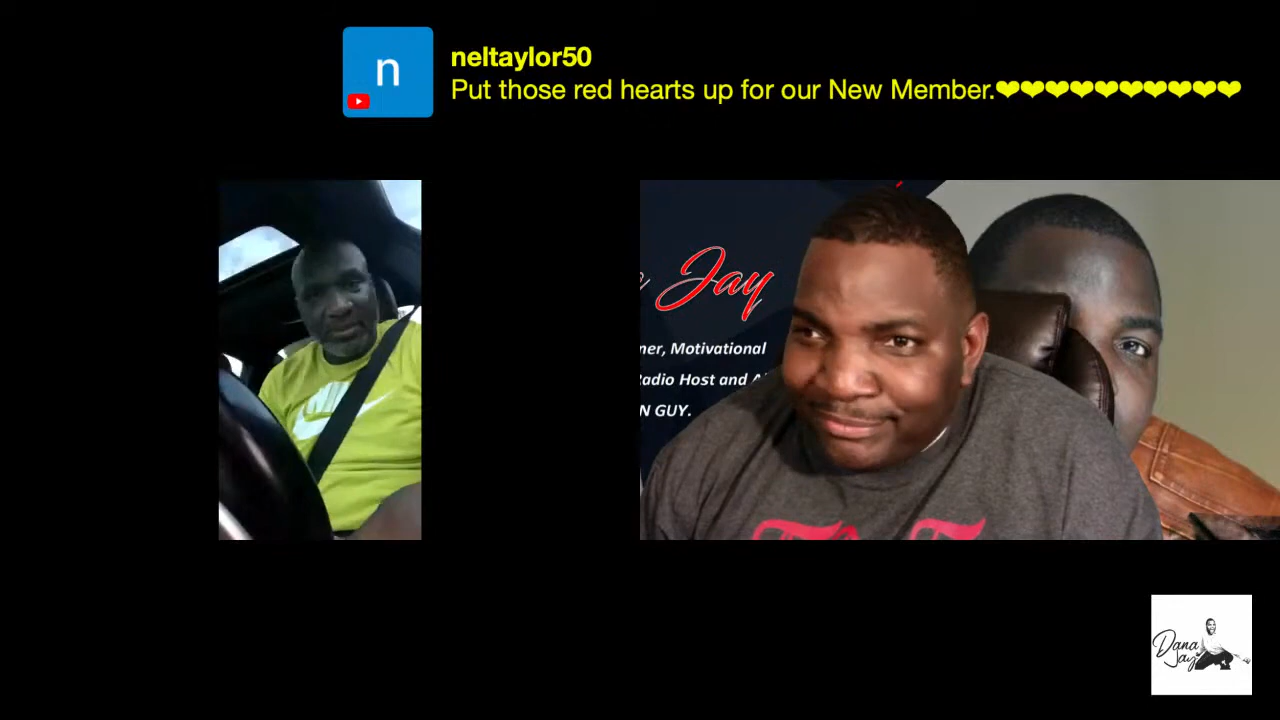 n
neltaylor50
Put those red hearts up for our New Member.❤❤❤❤❤❤❤❤❤❤
Jay
ner, Motivational
Radio Host and A
N GUY.
NIKE
Dana
Jay